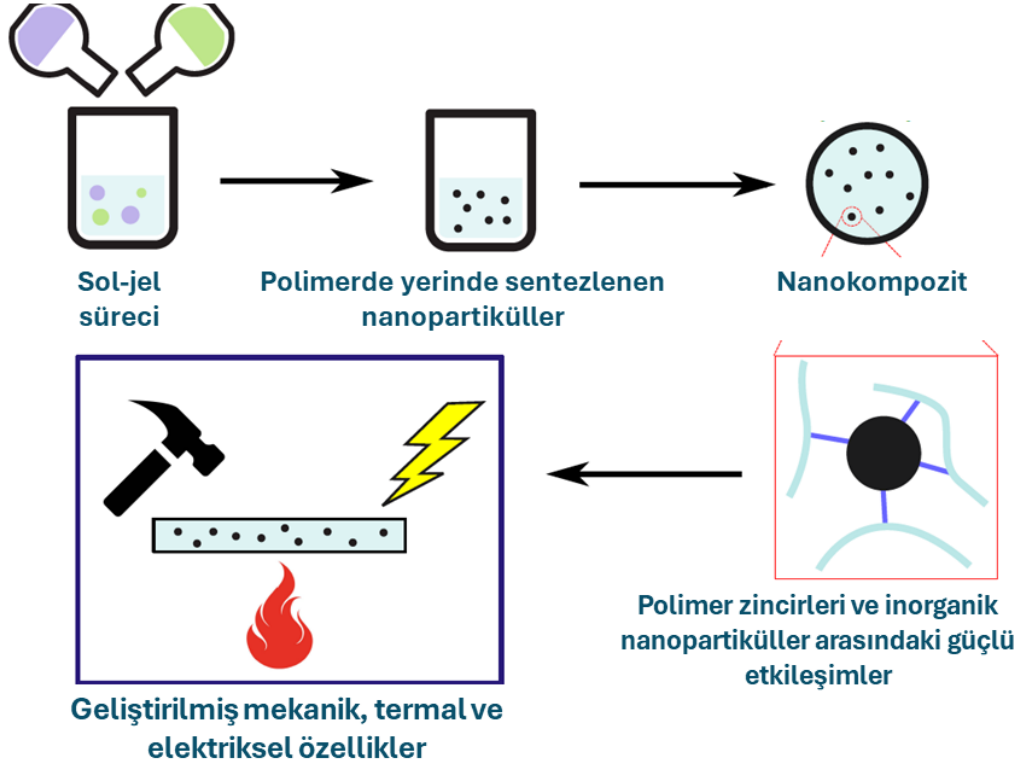 Sol-jel
süreci
Polimerde yerinde sentezlenen
nanopartiküller
Nanokompozit
Polimer zincirleri ve inorganik
nanopartiküller arasındaki güçlü
etkileşimler
Geliştirilmiş mekanik, termal ve
elektriksel özellikler